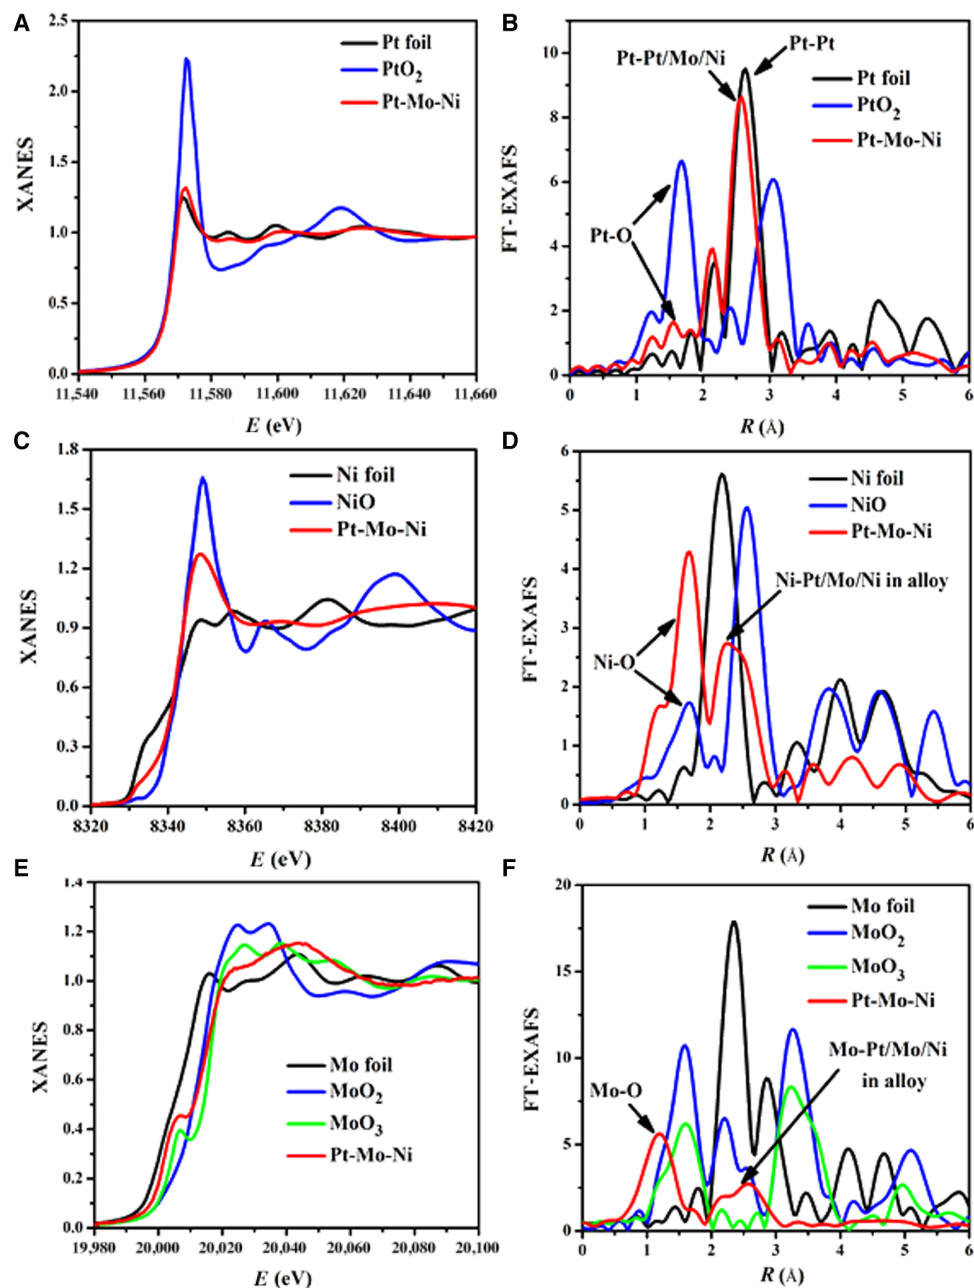 A
2.5
2.0
1.5
1.0
0.5
0.0
XANES
Pt foil
PtO2
Pt-Mo-Ni
11,540 11,560 11,580 11,600 11,620 11,640 11,660
E (eV)
B
10
8
6
4
2
0
FT-EXAFS
Pt-Pt/Mo/Ni
Pt-Pt
Pt foil
PtO2
Pt-Mo-Ni
Pt-O
0 1 2 3 4 5 6
R (Å)
C
1.8
1.5
1.2
0.9
0.6
0.3
0.0
XANES
Ni foil
NiO
Pt-Mo-Ni
8320 8340 8360 8380 8400 8420
E (eV)
D
6
5
4
3
2
1
0
FT-EXAFS
Ni foil
NiO
Pt-Mo-Ni
Ni-Pt/Mo/Ni in alloy
Ni-O
0 1 2 3 4 5 6
R (Å)
E
1.4
1.2
1.0
0.8
0.6
0.4
0.2
0.0
XANES
Mo foil
MoO2
MoO3
Pt-Mo-Ni
19,980 20,000 20,020 20,040 20,060 20,080 20,100
E (eV)
F
20
15
10
5
0
FT-EXAFS
Mo foil
MoO2
MoO3
Pt-Mo-Ni
Mo-Pt/Mo/Ni
in alloy
Mo-O
0 1 2 3 4 5 6
R (Å)